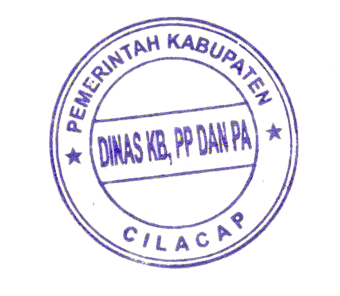 PEMERINTAH KABUPATEN
DINAS KB, PP DAN PA
CILACAP